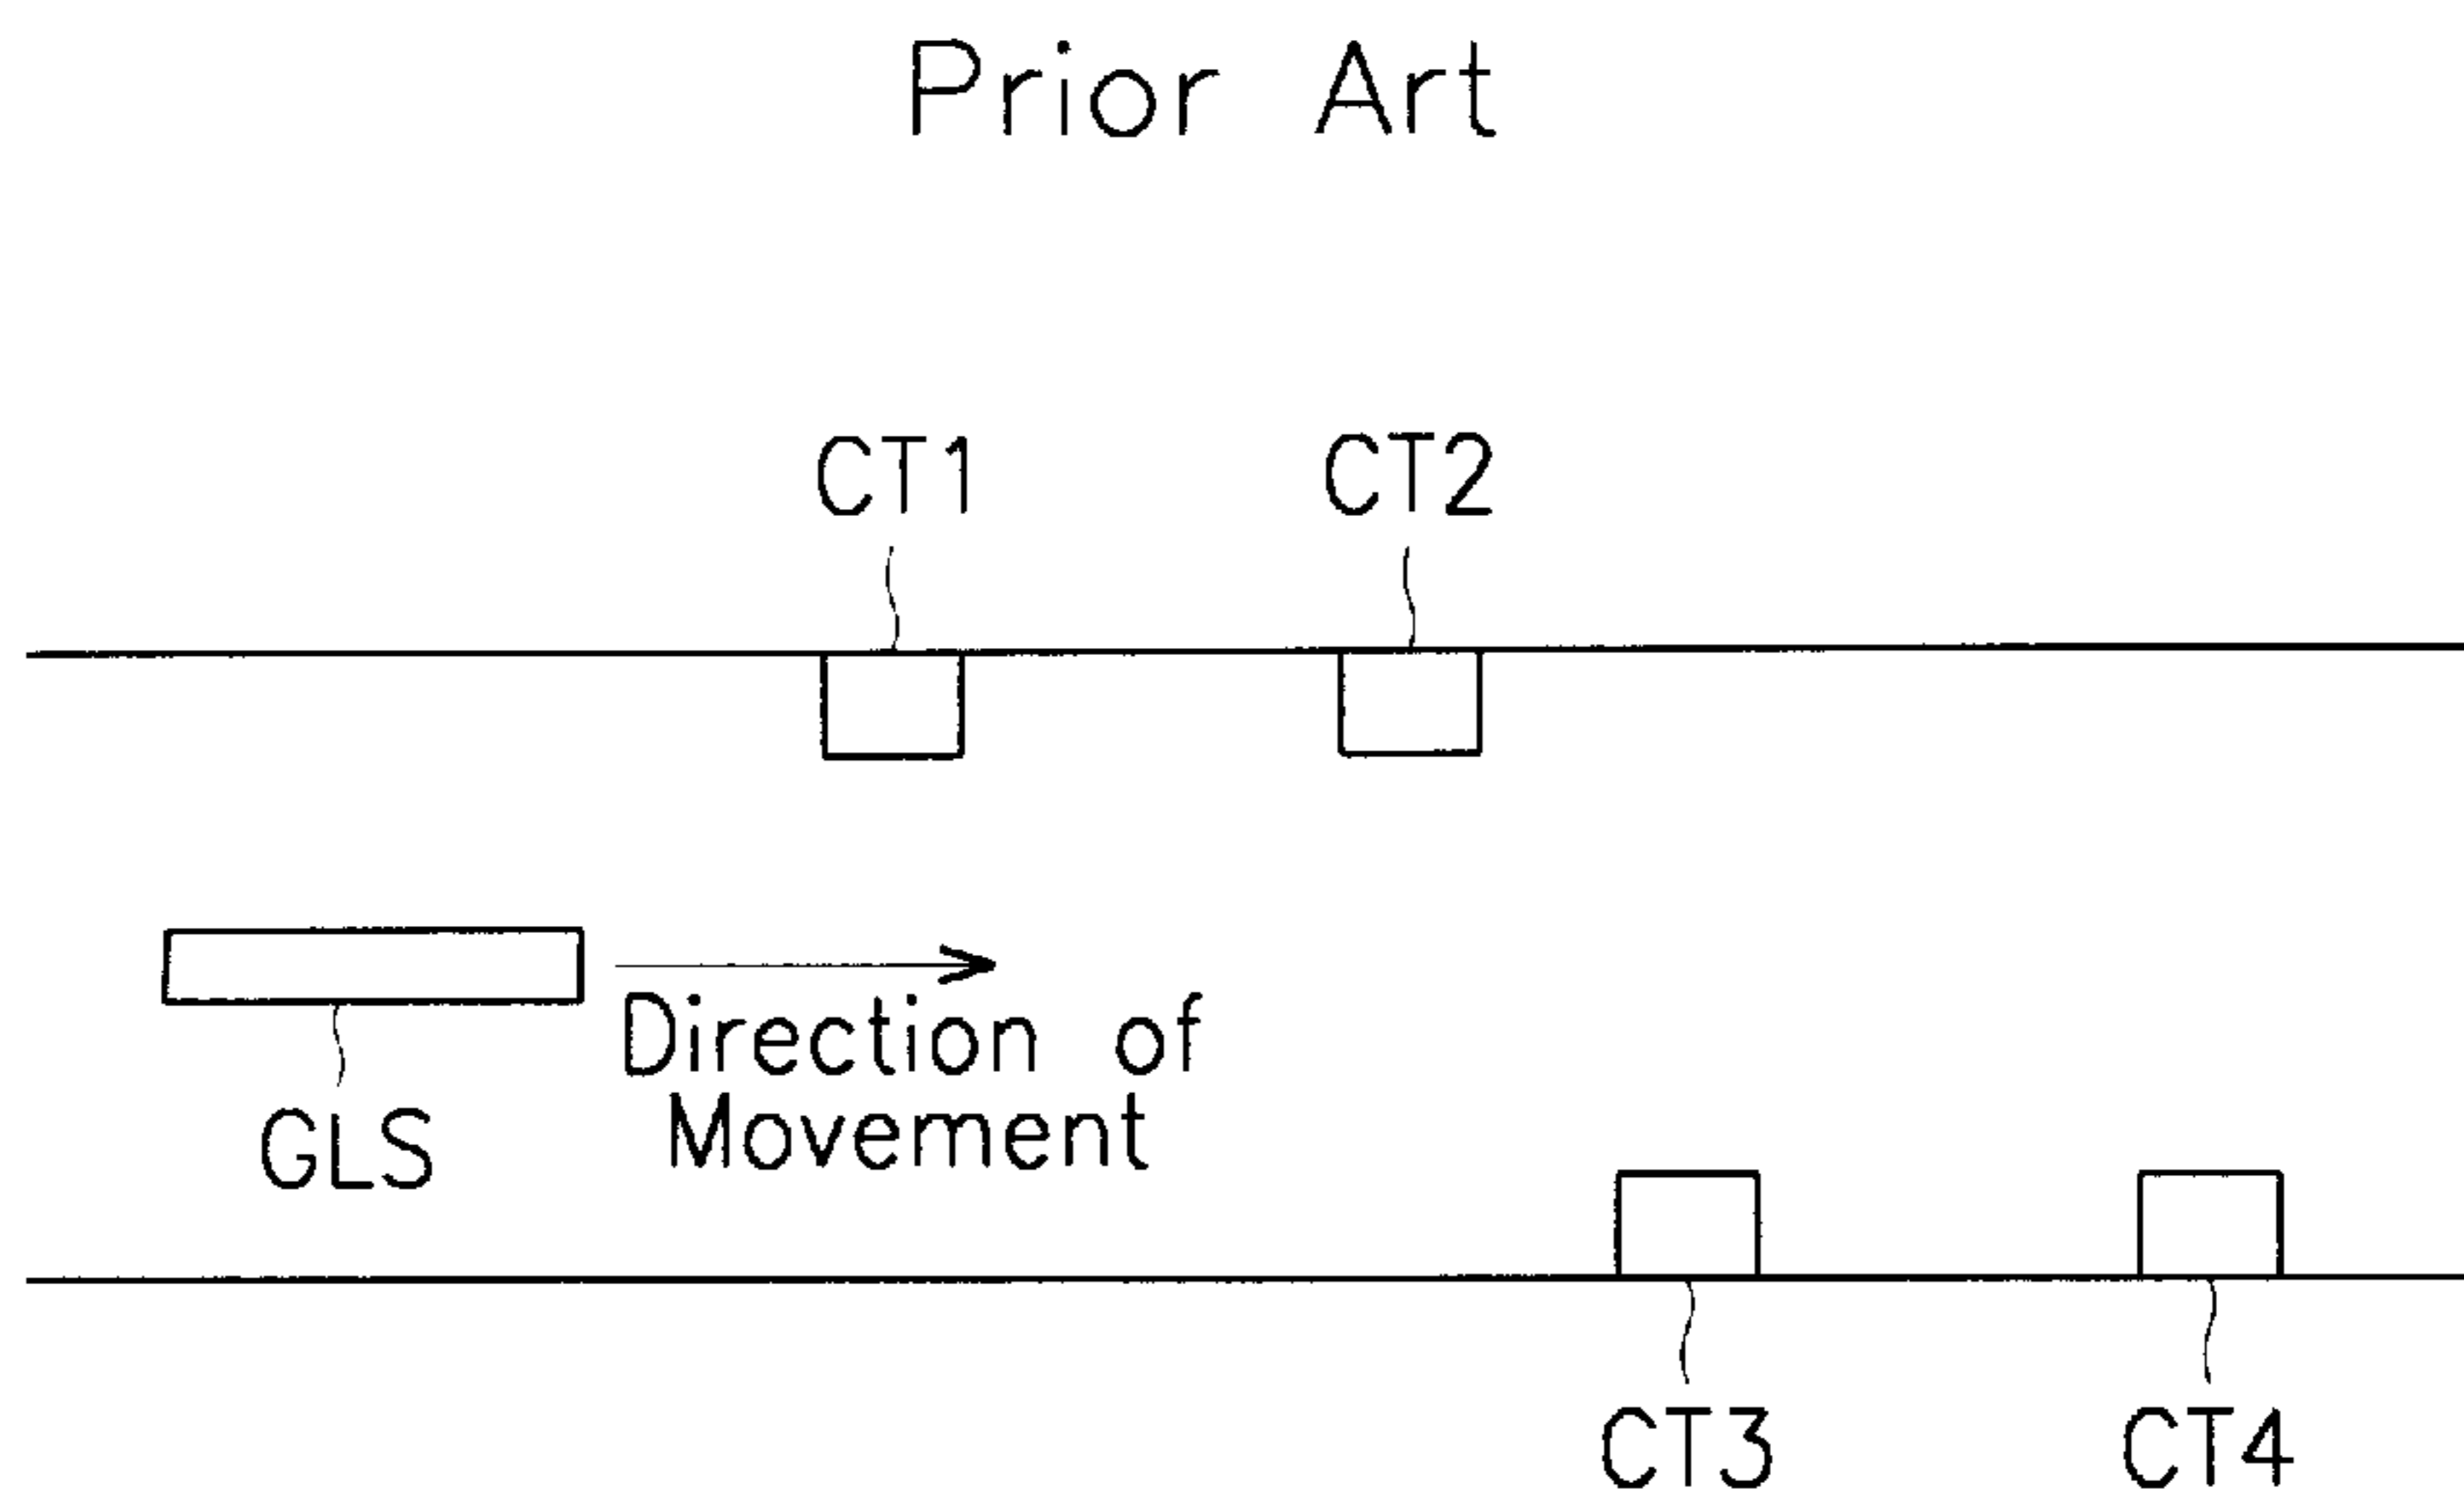 Prior Art
CT1
CT2
Direction of
Movement
GLS
CT3
CT4